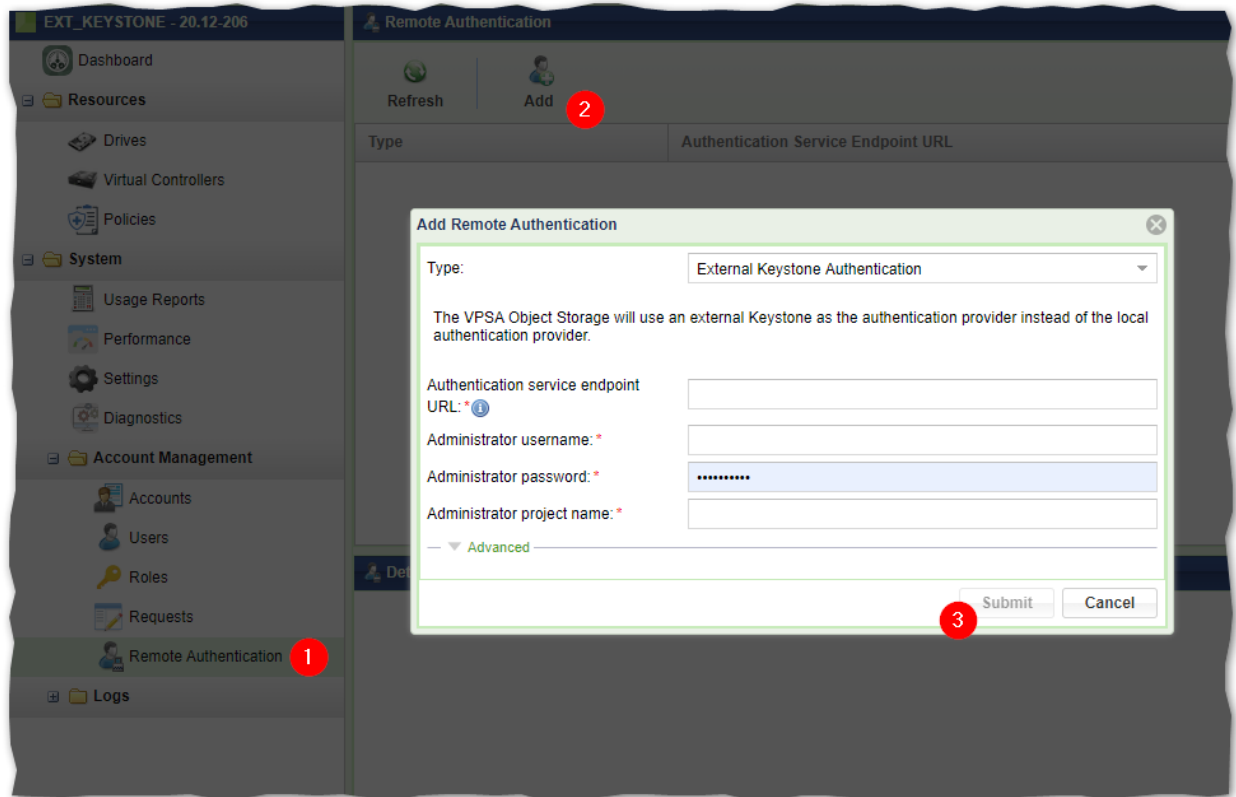 EXT_KEYSTONE - 20.12-206
Dashboard
Resources
Drives
Virtual Controllers
Policies
System
Usage Reports
Performance
Settings
Diagnostics
Account Management
Accounts
Users
Roles
Requests
Remote Authentication
1
Logs
Remote Authentication
Refresh
Add
2
Type
Authentication Service Endpoint URL
Add Remote Authentication
Type:
External Keystone Authentication
The VPSA Object Storage will use an external Keystone as the authentication provider instead of the local
authentication provider.
Authentication service endpoint
URL: *
Administrator username: *
Administrator password: *
••••••••••
Administrator project name: *
Advanced
Submit
Cancel
3
Det